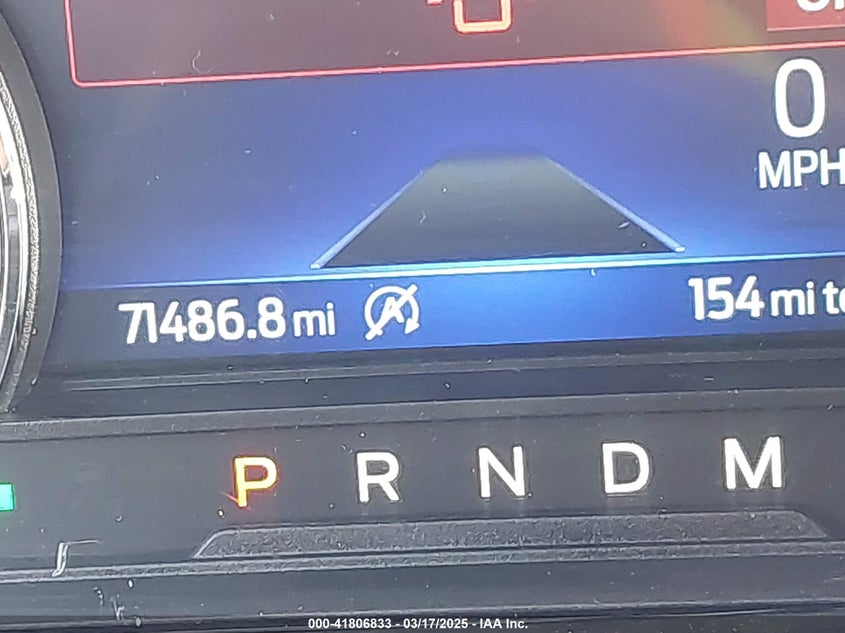 0
MPH
71486.8 mi
154 mi
P R N D M
000-41806833 - 03/17/2025 - IAA Inc.